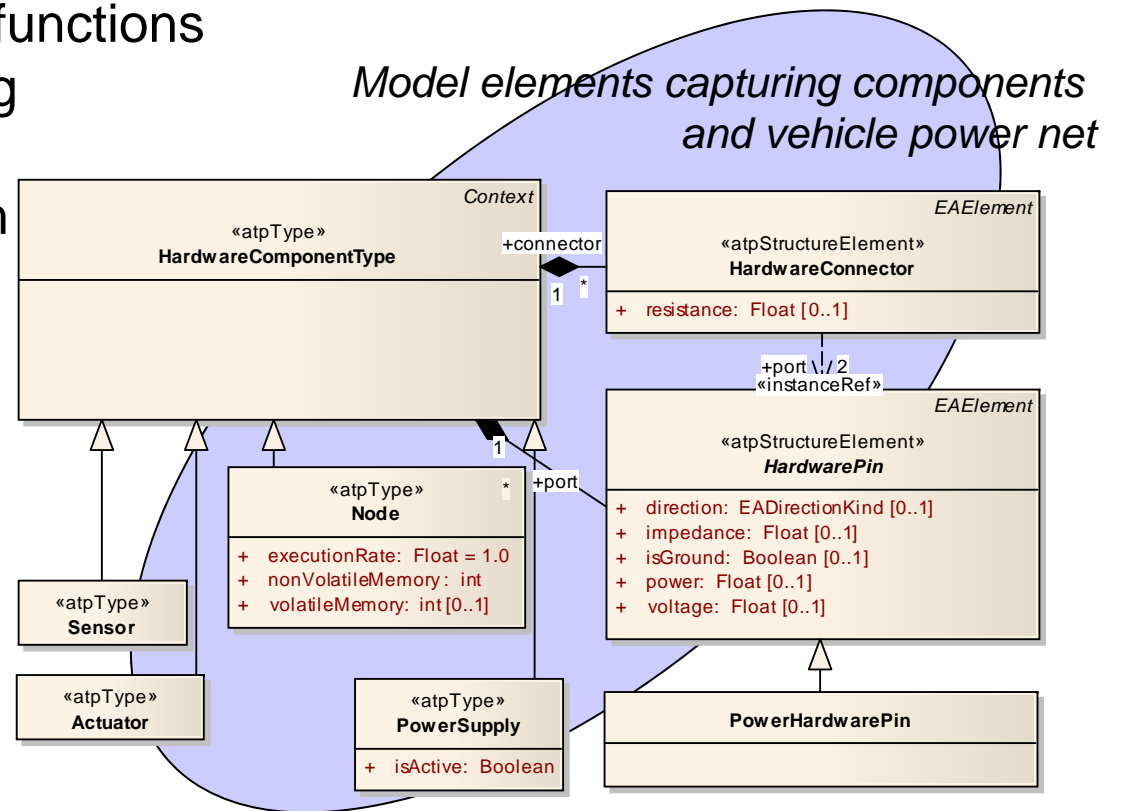 functions
g
n
Model elements capturing components
and vehicle power net
Context
«atpType»
HardwareComponentType
+connector
1
*
EAElement
«atpStructureElement»
HardwareConnector
+ resistance: Float [0..1]
+port
2
«instanceRef»
EAElement
«atpStructureElement»
HardwarePin
+ direction: EADirectionKind [0..1]
+ impedance: Float [0..1]
+ isGround: Boolean [0..1]
+ power: Float [0..1]
+ voltage: Float [0..1]
1
+port
*
«atpType»
Node
+ executionRate: Float = 1.0
+ nonVolatileMemory: int
+ volatileMemory: int [0..1]
«atpType»
Sensor
«atpType»
Actuator
«atpType»
PowerSupply
+ isActive: Boolean
PowerHardwarePin